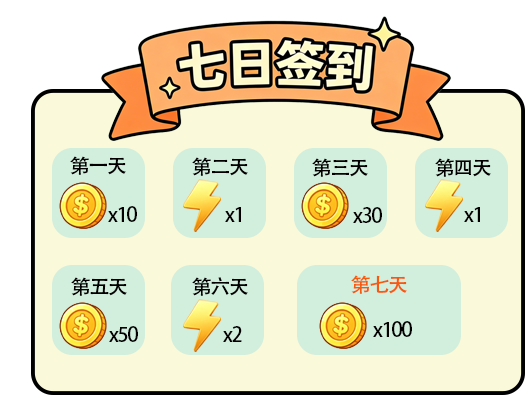 七日签到
第一天
x10
第二天
x1
第三天
x30
第四天
x1
第五天
x50
第六天
x2
第七天
x100